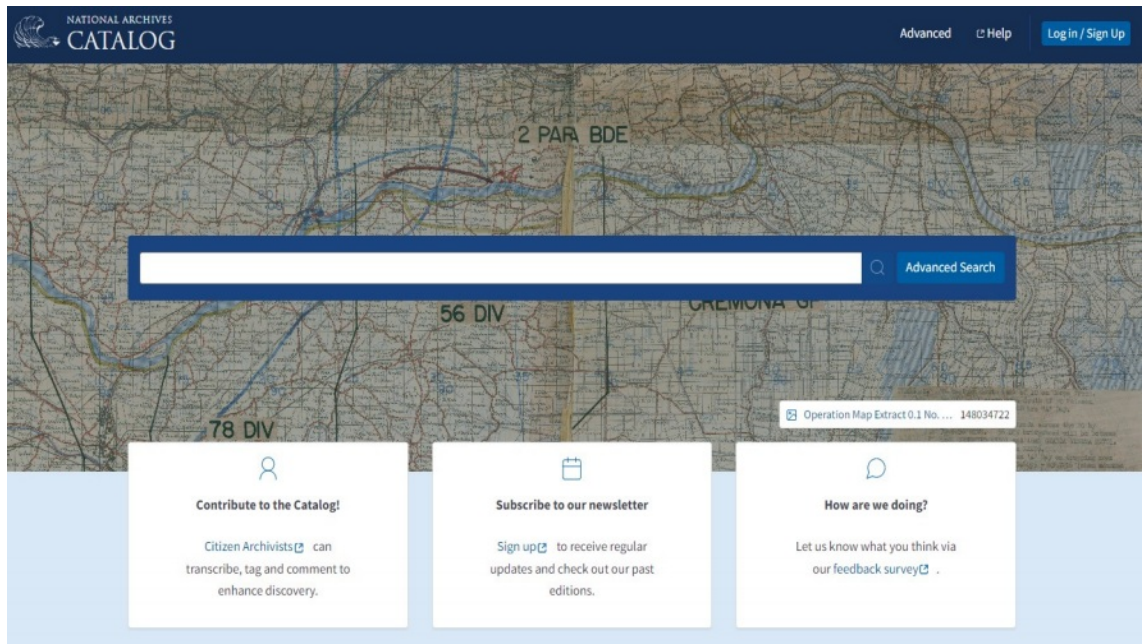 NATIONAL ARCHIVES
CATALOG
Advanced
Help
Log in / Sign Up
2 PAR BDE
Advanced Search
56 DIV
CREMONA GP
Operation Map Extract 0.1 No. ... 148034722
78 DIV
Contribute to the Catalog!
Citizen Archivists can
transcribe, tag and comment to
enhance discovery.
Subscribe to our newsletter
Sign up to receive regular
updates and check out our past
editions.
How are we doing?
Let us know what you think via
our feedback survey .